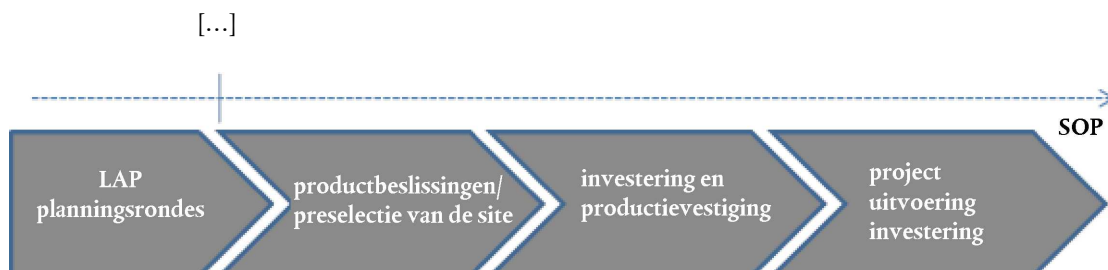 [...]
SOP
LAP
planningsrondes
productbeslissingen/
preselectie van de site
investering en
productievestiging
project
uitvoering
investering